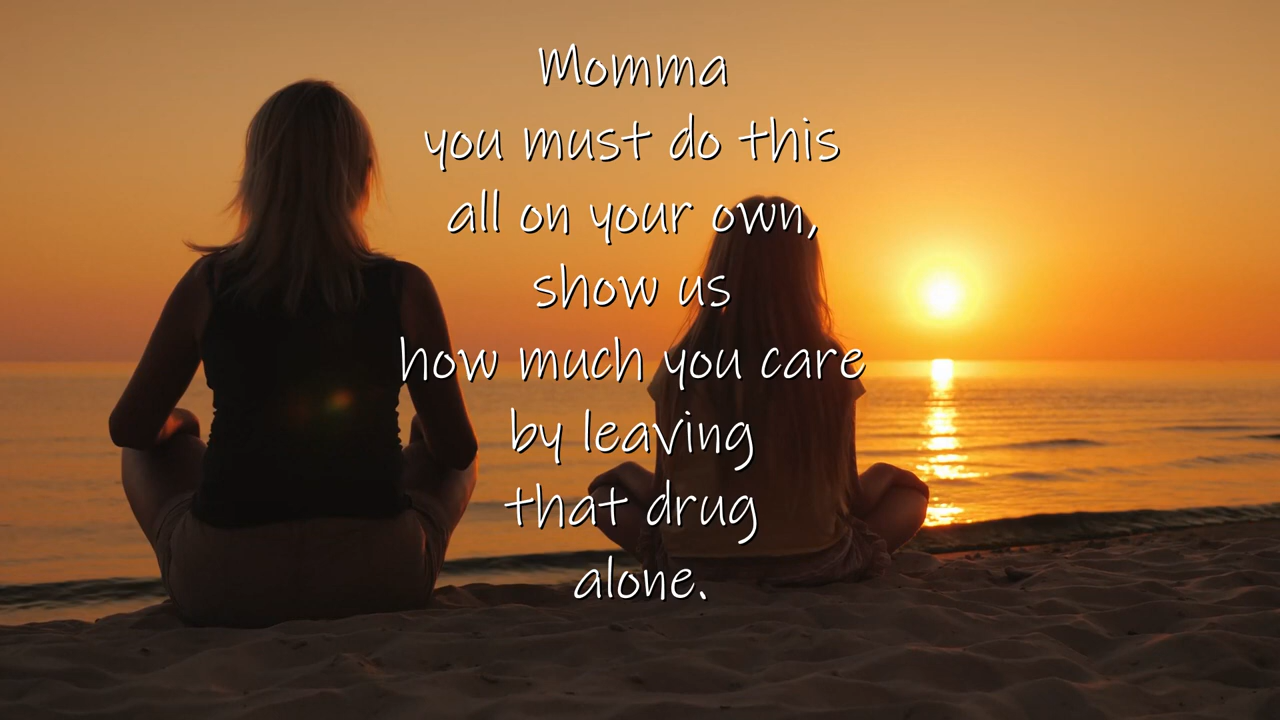 Momma
you must do this
all on your own,
show us
how much you care
by leaving
that drug
alone.